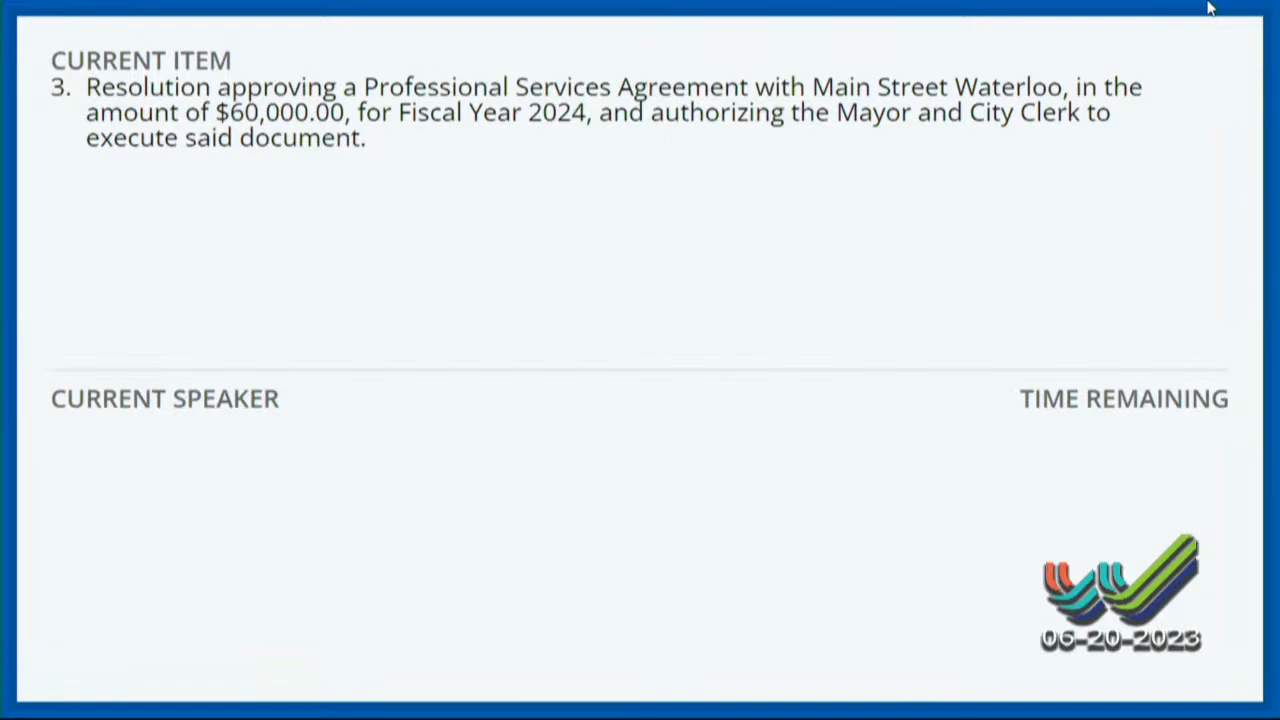 CURRENT ITEM
3. Resolution approving a Professional Services Agreement with Main Street Waterloo, in the
amount of $60,000.00, for Fiscal Year 2024, and authorizing the Mayor and City Clerk to
execute said document.
CURRENT SPEAKER
TIME REMAINING
06-20-2023